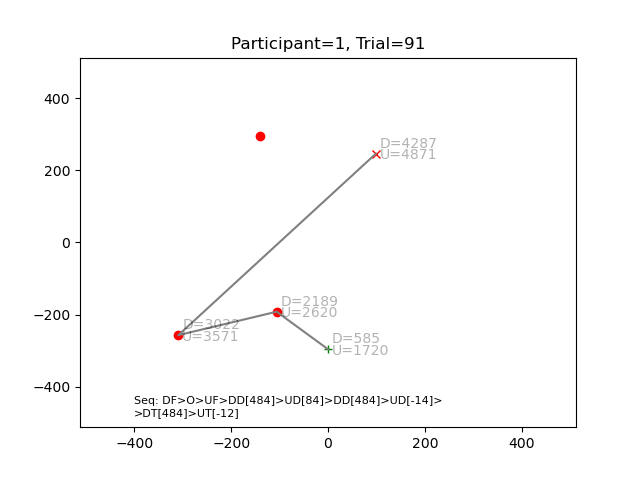 Participant=1, Trial=91
400
200
0
−200
−400
D=4287
U=4871
D=2189
U=2620
D=3022
U=3571
D=585
U=1720
Seq: DF>O>UF>DD[484]>UD[84]>DD[484]>UD[-14]>
>DT[484]>UT[-12]
−400 −200 0 200 400